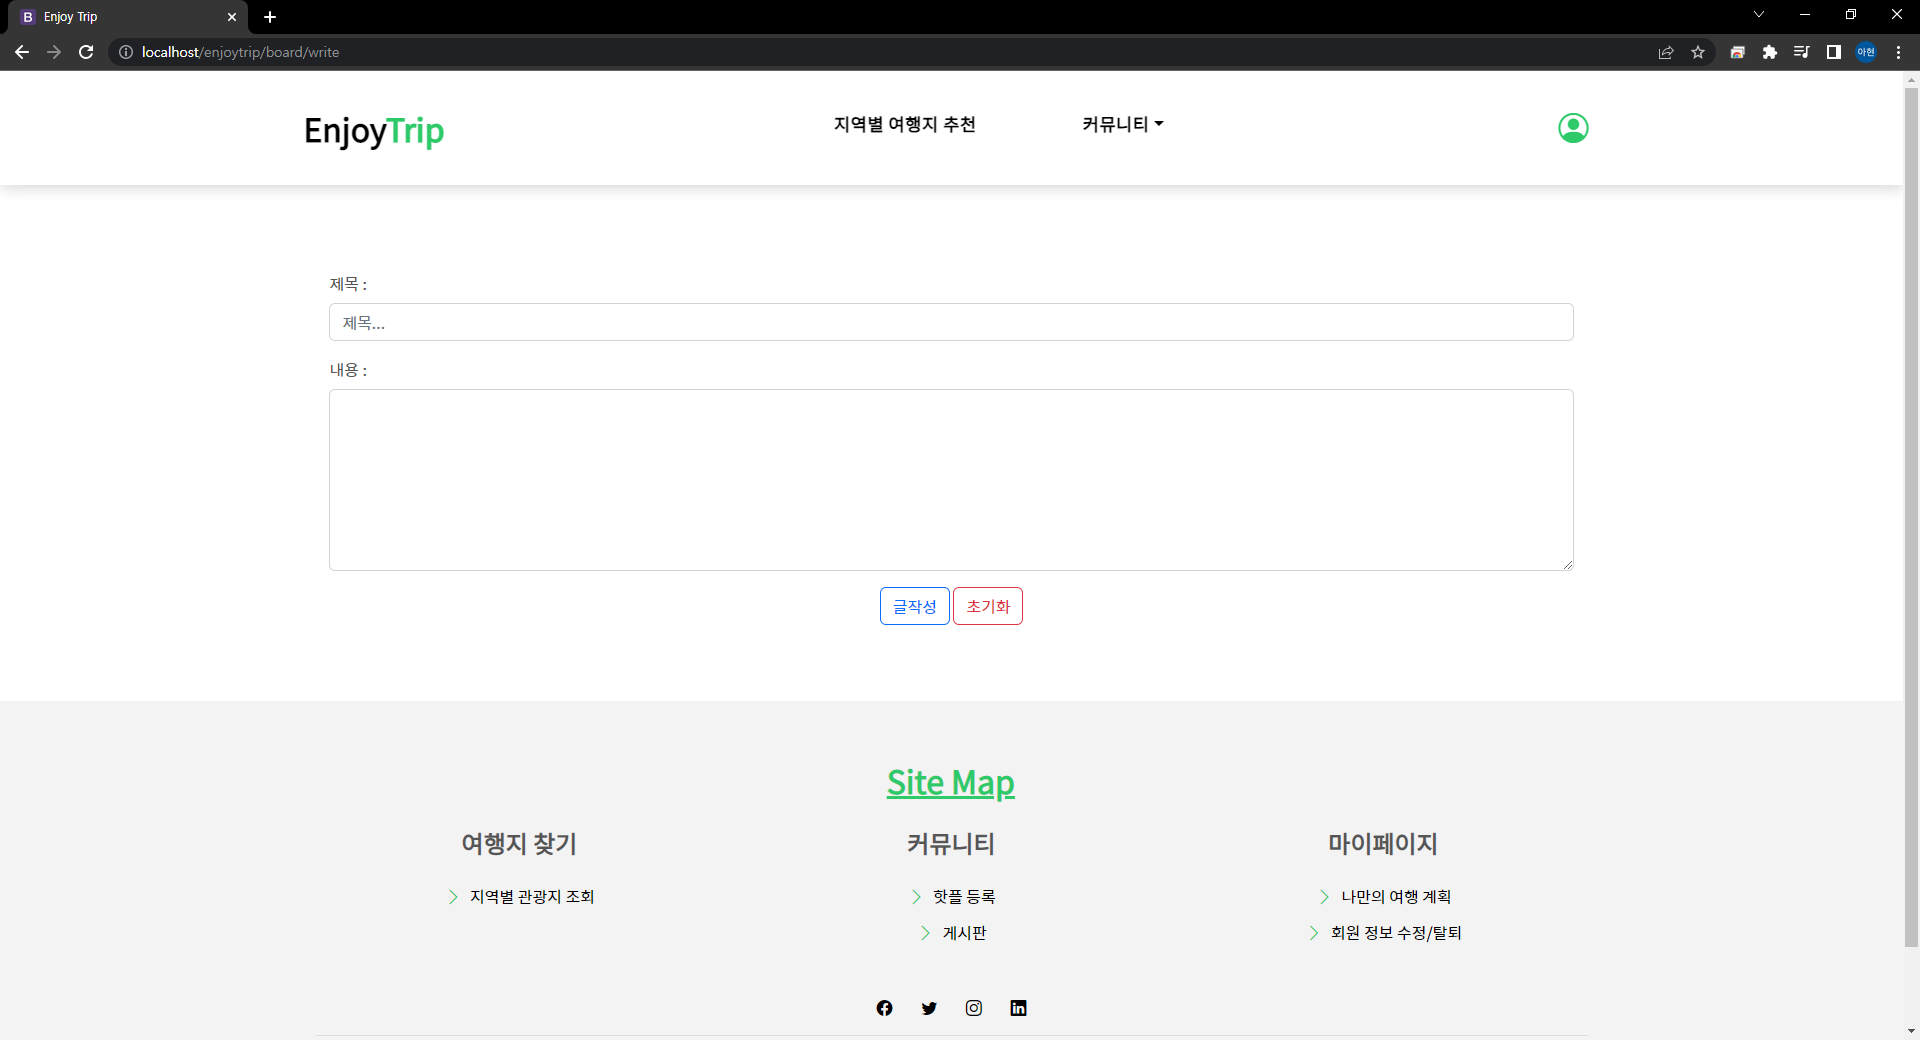 Enjoy Trip
localhost/enjoytrip/board/write
아현
EnjoyTrip
지역별 여행지 추천
커뮤니티
제목 :
제목...
내용 :
글작성 초기화
Site Map
여행지 찾기
지역별 관광지 조회
커뮤니티
핫플 등록
게시판
마이페이지
나만의 여행 계획
회원 정보 수정/탈퇴